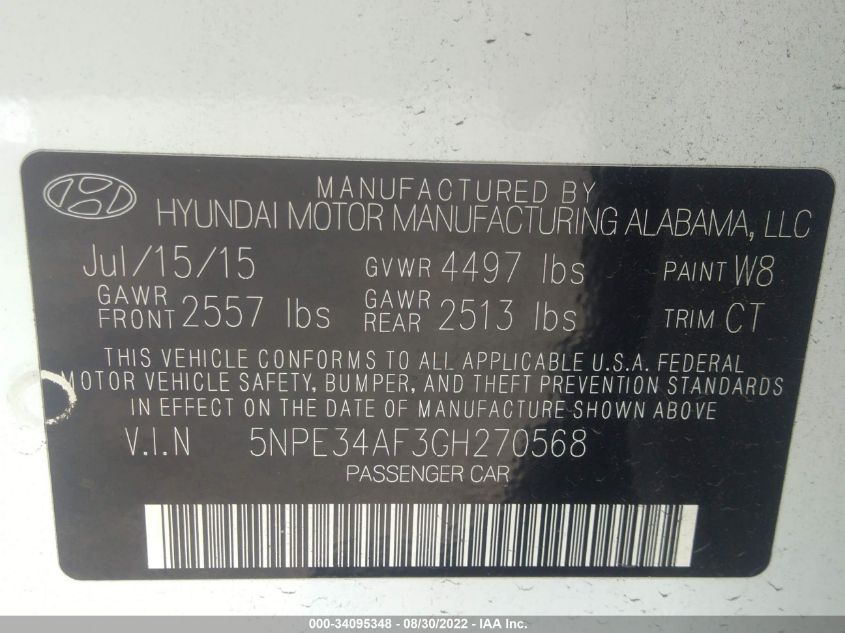 MANUFACTURED BY
HYUNDAI MOTOR MANUFACTURING ALABAMA, LLC
Jul/15/15 GVWR 4497 lbs PAINT W8
GAWR FRONT 2557 lbs GAWR REAR 2513 lbs TRIM CT
THIS VEHICLE CONFORMS TO ALL APPLICABLE U.S.A. FEDERAL
MOTOR VEHICLE SAFETY, BUMPER, AND THEFT PREVENTION STANDARDS
IN EFFECT ON THE DATE OF MANUFACTURE SHOWN ABOVE
V.I.N 5NPE34AF3GH270568
PASSENGER CAR
000-34095348 - 08/30/2022 - IAA Inc.